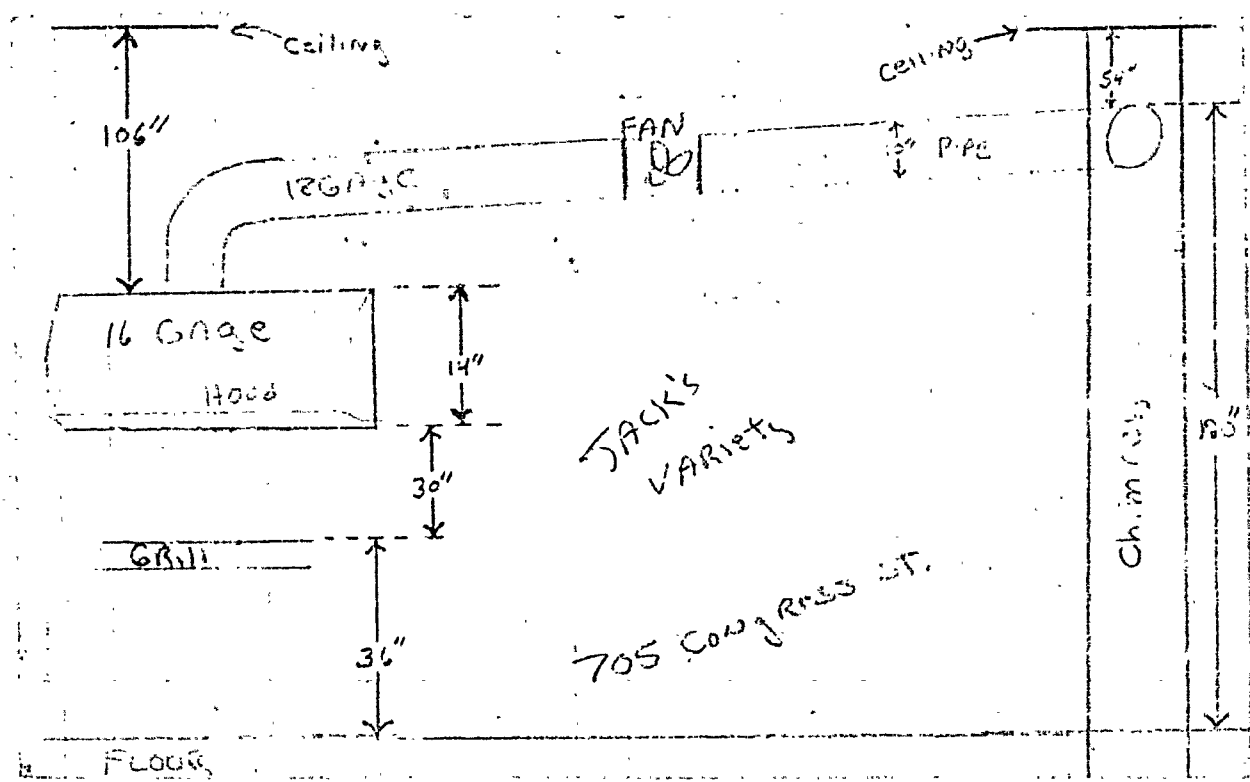 Ceiling
Ceiling
54"
106"
FAN
PIPE
16 GAGE
HOOD
14"
JACK'S
VARIETY
30"
GRILL
Chimney
36"
705 CONGRESS ST.
FLOOR